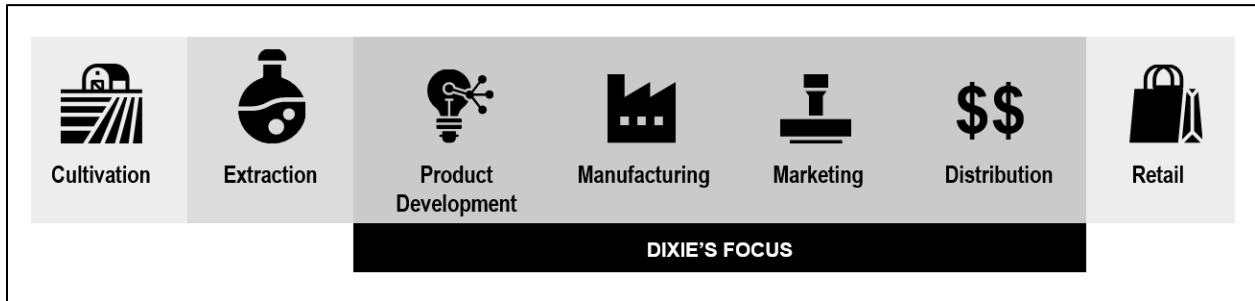 $$
Cultivation
Extraction
Product
Development
Manufacturing
Marketing
Distribution
Retail
DIXIE'S FOCUS